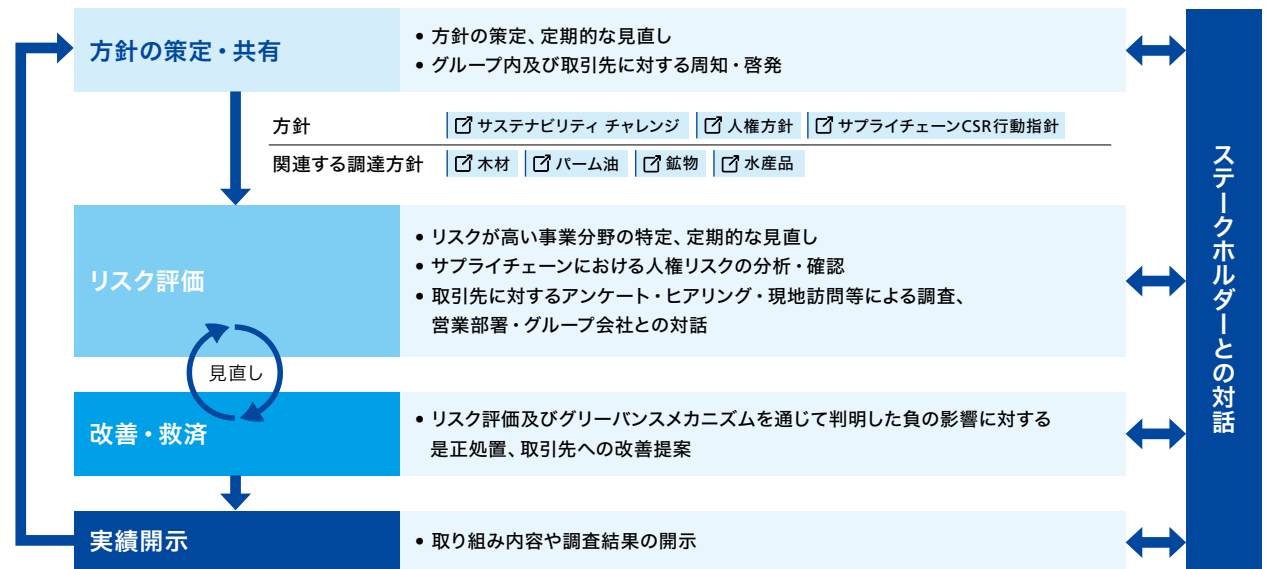 方針の策定・共有
• 方針の策定、定期的な見直し
• グループ内及び取引先に対する周知・啓発
方針
サステナビリティ チャレンジ
人権方針
サプライチェーンCSR行動指針
関連する調達方針
木材
パーム油
鉱物
水産品
リスク評価
• リスクが高い事業分野の特定、定期的な見直し
• サプライチェーンにおける人権リスクの分析・確認
• 取引先に対するアンケート・ヒアリング・現地訪問等による調査、
営業部署・グループ会社との対話
見直し
改善・救済
• リスク評価及びグリーバンスメカニズムを通じて判明した負の影響に対する
是正処置、取引先への改善提案
実績開示
• 取り組み内容や調査結果の開示
ステークホルダーとの対話